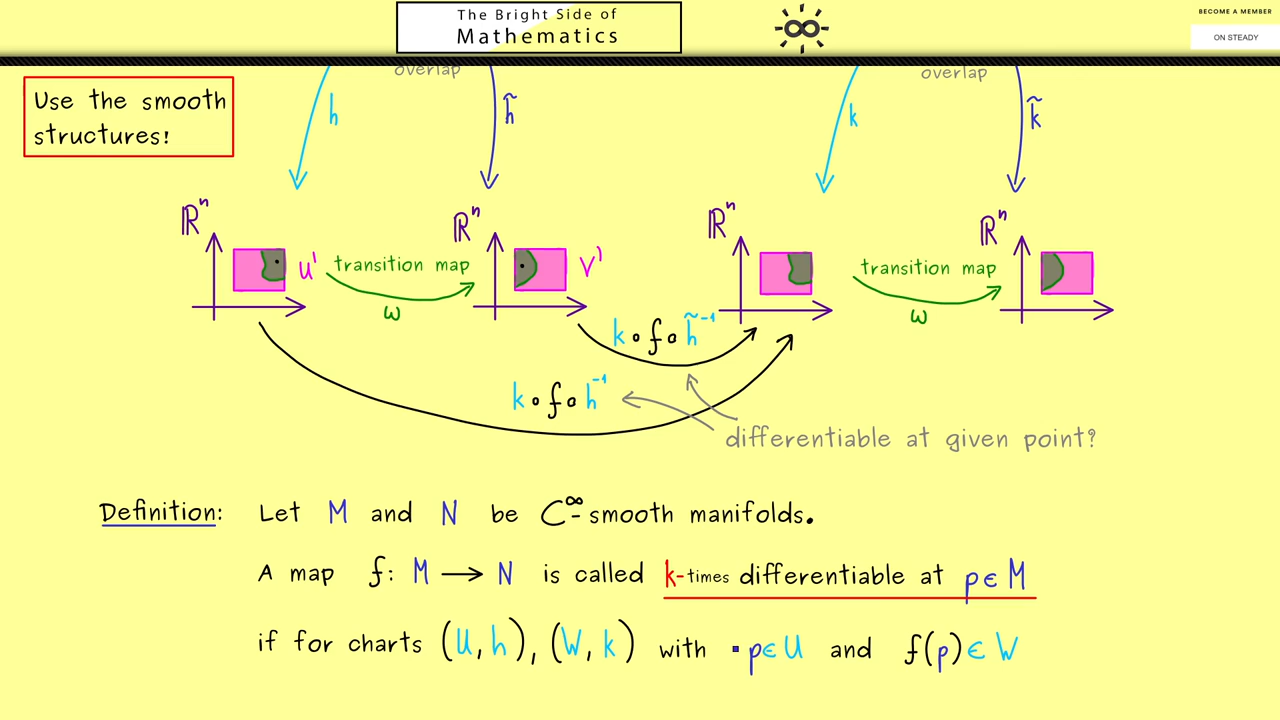 The Bright Side of
Mathematics
BECOME A MEMBER
ON STEADY
overlap
overlap
Use the smooth
structures!
h
h̃
k
k̃
ℝⁿ
ℝⁿ
ℝⁿ
ℝⁿ
U'
transition map
V'
transition map
ω
ω
k∘f∘h̃⁻¹
k∘f∘h⁻¹
differentiable at given point?
Definition: Let M and N be C^∞-smooth manifolds.
A map f: M → N is called k-times differentiable at p∈M
if for charts (U, h), (W, k) with ▪ p∈U and f(p)∈W